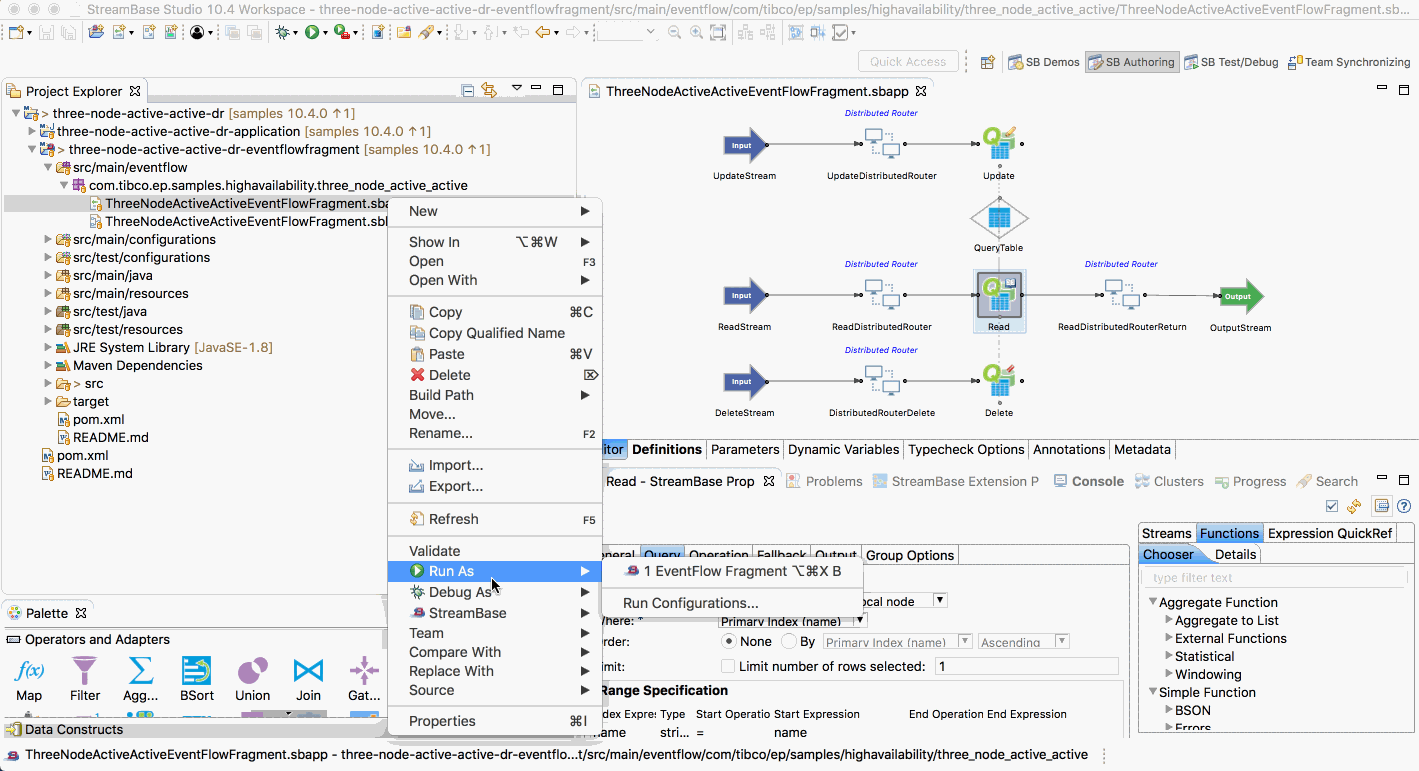 StreamBase Studio 10.4 Workspace - three-node-active-active-dr-eventflowfragment/src/main/eventflow/com/tibco/ep/samples/highavailability/three_node_active_active/ThreeNodeActiveActiveEventFlowFragment.sb...
Quick Access
SB Demos
SB Authoring
SB Test/Debug
Team Synchronizing
Project Explorer
> three-node-active-active-dr [samples 10.4.0 ↑1]
three-node-active-active-dr-application [samples 10.4.0 ↑1]
> three-node-active-active-dr-eventflowfragment [samples 10.4.0 ↑1]
src/main/eventflow
com.tibco.ep.samples.highavailability.three_node_active_active
ThreeNodeActiveActiveEventFlowFragment.sba
ThreeNodeActiveActiveEventFlowFragment.sbl
src/main/configurations
src/test/configurations
src/main/java
src/main/resources
src/test/java
src/test/resources
JRE System Library [JavaSE-1.8]
Maven Dependencies
> src
target
pom.xml
README.md
pom.xml
README.md
New
Show In ⌥⌘W
Open F3
Open With
Copy ⌘C
Copy Qualified Name
Paste ⌘V
Delete ⌦
Build Path
Move...
Rename... F2
Import...
Export...
Refresh F5
Validate
Run As
Debug As
StreamBase
Team
Compare With
Replace With
Source
Properties ⌘I
1 EventFlow Fragment ⌥⌘X B
Run Configurations...
ThreeNodeActiveActiveEventFlowFragment.sbapp
Distributed Router
Input
UpdateStream
UpdateDistributedRouter
Update
QueryTable
Distributed Router
Distributed Router
Input
Output
ReadStream
ReadDistributedRouter
Read
ReadDistributedRouterReturn
OutputStream
Distributed Router
Input
DeleteStream
DistributedRouterDelete
Delete
itor
Definitions
Parameters
Dynamic Variables
Typecheck Options
Annotations
Metadata
Read - StreamBase Prop
Problems
StreamBase Extension P
Console
Clusters
Progress
Search
neral
Query
Operation
Fallback
Output
Group Options
ocal node
Where: * Primary Index (name)
Order: None By Primary Index (name) Ascending
imit: Limit number of rows selected: 1
Range Specification
Index Expre: Type Start Operatio Start Expression End Operation End Expression
name stri... = name
Streams
Functions
Expression QuickRef
Chooser
Details
type filter text
Aggregate Function
Aggregate to List
External Functions
Statistical
Windowing
Simple Function
BSON
Errors
Palette
Operators and Adapters
f(x)
Map
Filter
Agg...
BSort
Union
Join
Gat...
Data Constructs
ThreeNodeActiveActiveEventFlowFragment.sbapp - three-node-active-active-dr-eventflo...t/src/main/eventflow/com/tibco/ep/samples/highavailability/three_node_active_active